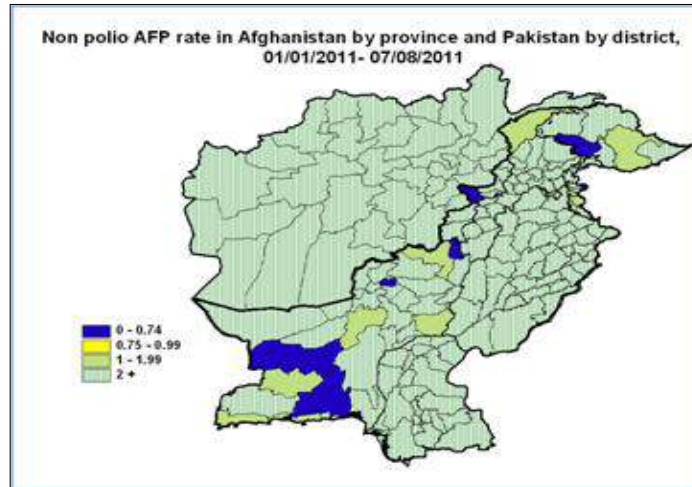 Non polio AFP rate in Afghanistan by province and Pakistan by district,
01/01/2011- 07/08/2011
0 - 0.74
0.75 - 0.99
1 - 1.99
2 +